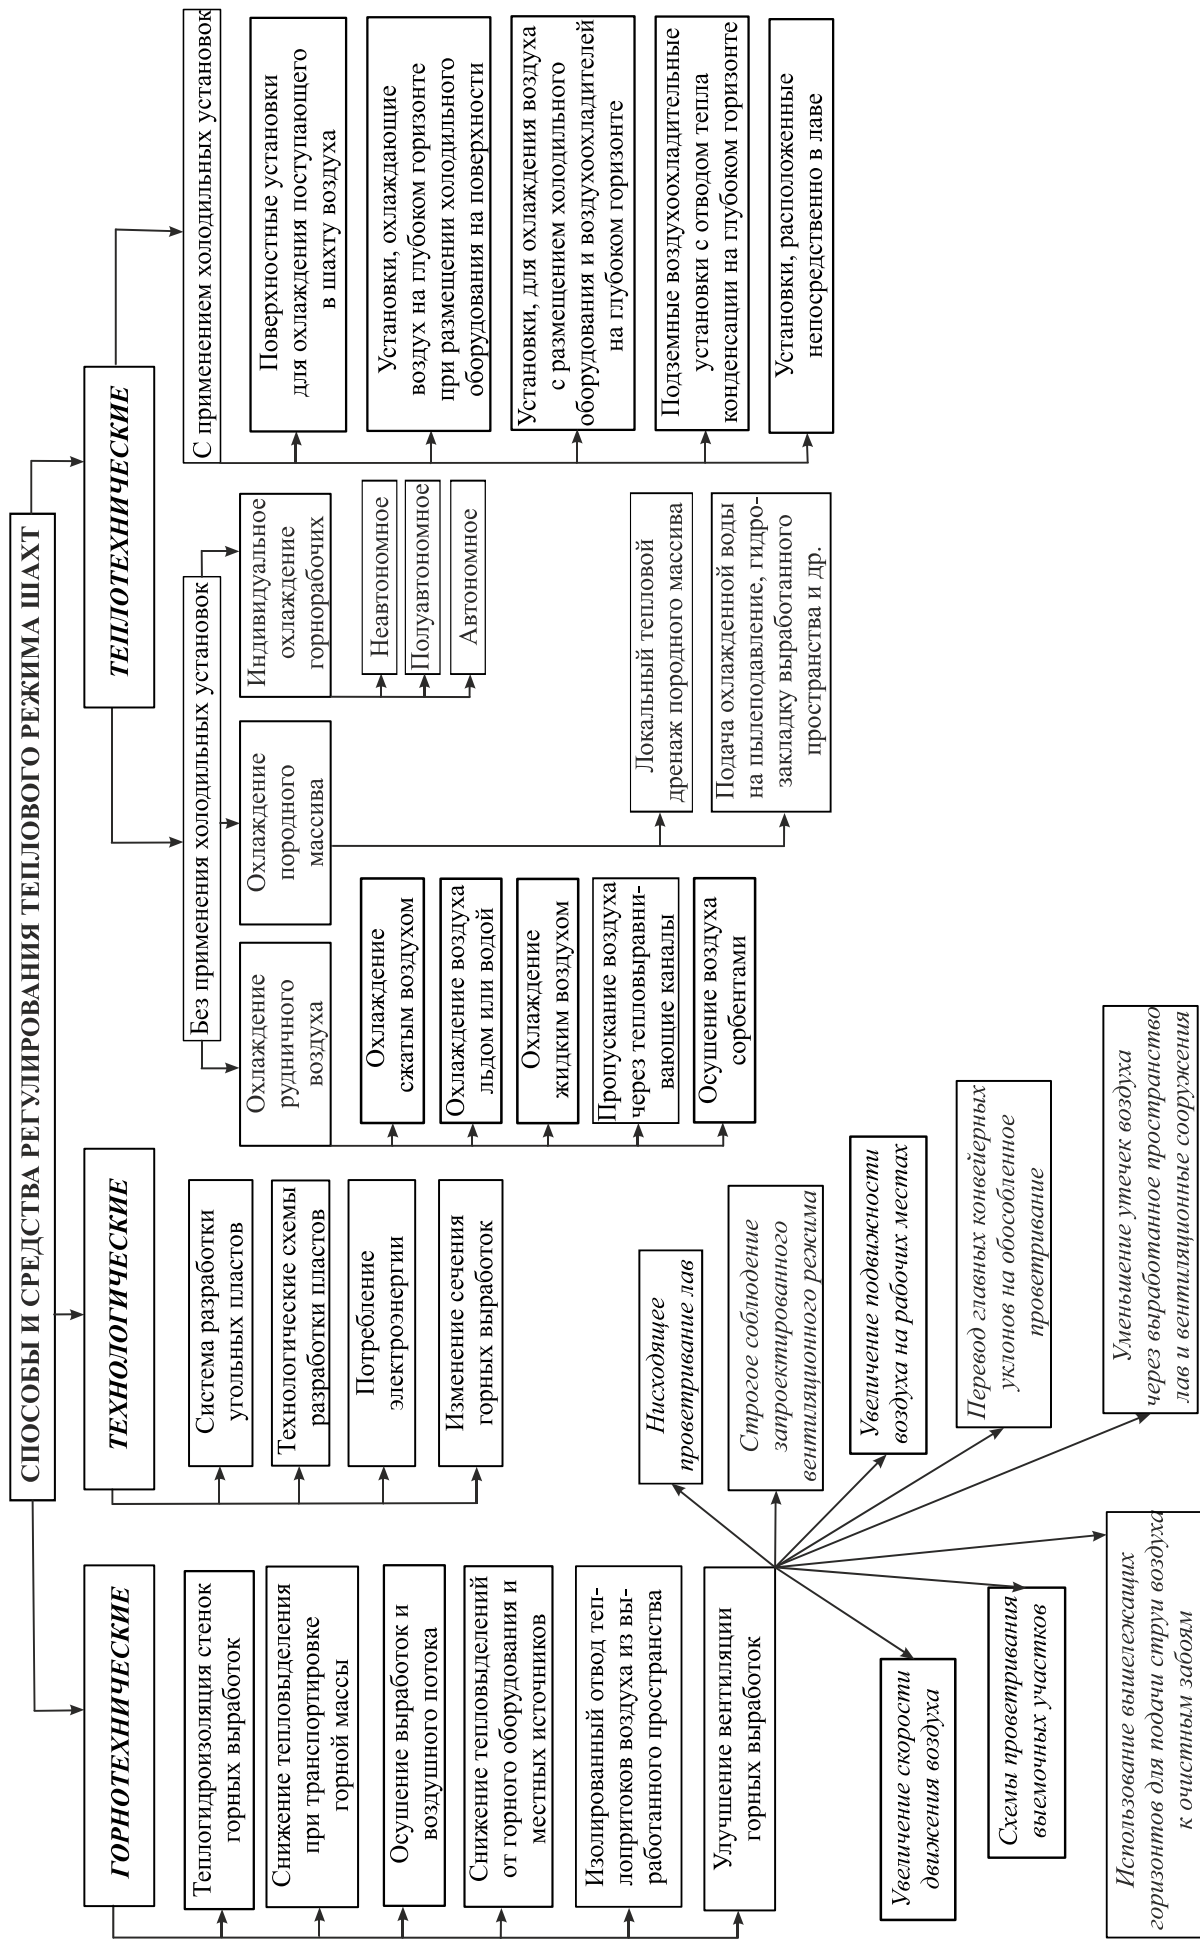 СПОСОБЫ И СРЕДСТВА РЕГУЛИРОВАНИЯ ТЕПЛОВОГО РЕЖИМА ШАХТ
ГОРНОТЕХНИЧЕСКИЕ
Теплогидроизоляция стенок
горных выработок
Снижение тепловыделения
при транспортировке
горной массы
Осушение выработок и
воздушного потока
Снижение тепловыделений
от горного оборудования и
местных источников
Изолированный отвод теп-
лопритоков воздуха из вы-
работанного пространства
Улучшение вентиляции
горных выработок
Увеличение скорости
движения воздуха
Схемы проветривания
выемочных участков
Использование вышележащих
горизонтов для подачи струи воздуха
к очистным забоям
Нисходящее
проветривание лав
Строгое соблюдение
запроектированного
вентиляционного режима
Увеличение подвижности
воздуха на рабочих местах
Перевод главных конвейерных
уклонов на обособленное
проветривание
Уменьшение утечек воздуха
через выработанное пространство
лав и вентиляционные сооружения
ТЕХНОЛОГИЧЕСКИЕ
Система разработки
угольных пластов
Технологические схемы
разработки пластов
Потребление
электроэнергии
Изменение сечения
горных выработок
ТЕПЛОТЕХНИЧЕСКИЕ
Без применения холодильных установок
Охлаждение
рудничного
воздуха
Охлаждение
сжатым воздухом
Охлаждение воздуха
льдом или водой
Охлаждение
жидким воздухом
Пропускание воздуха
через тепловыравни-
вающие каналы
Осушение воздуха
сорбентами
Охлаждение
породного
массива
Локальный тепловой
дренаж породного массива
Подача охлажденной воды
на пылеподавление, гидро-
закладку выработанного
пространства и др.
Индивидуальное
охлаждение
горнорабочих
Неавтономное
Полуавтономное
Автономное
С применением холодильных установок
Поверхностные установки
для охлаждения поступающего
в шахту воздуха
Установки, охлаждающие
воздух на глубоком горизонте
при размещении холодильного
оборудования на поверхности
Установки, для охлаждения воздуха
с размещением холодильного
оборудования и воздухоохладителей
на глубоком горизонте
Подземные воздухоохладительные
установки с отводом тепла
конденсации на глубоком горизонте
Установки, расположенные
непосредственно в лаве